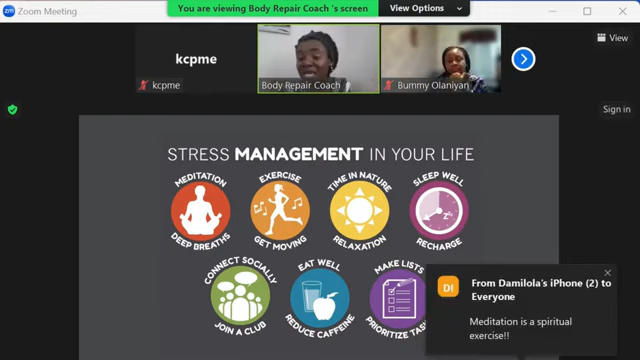 zm Zoom Meeting
You are viewing Body Repair Coach 's screen
View Options
View
kcpme
kcpme
Body Repair Coach
Bummy Olaniyan
Sign in
STRESS MANAGEMENT IN YOUR LIFE
MEDITATION
DEEP BREATHS
EXERCISE
GET MOVING
TIME IN NATURE
RELAXATION
SLEEP WELL
RECHARGE
CONNECT SOCIALLY
JOIN A CLUB
EAT WELL
REDUCE CAFFEINE
MAKE LISTS
PRIORITIZE TASK
DI
From Damilola's iPhone (2) to
Everyone
Meditation is a spiritual
exercise!!